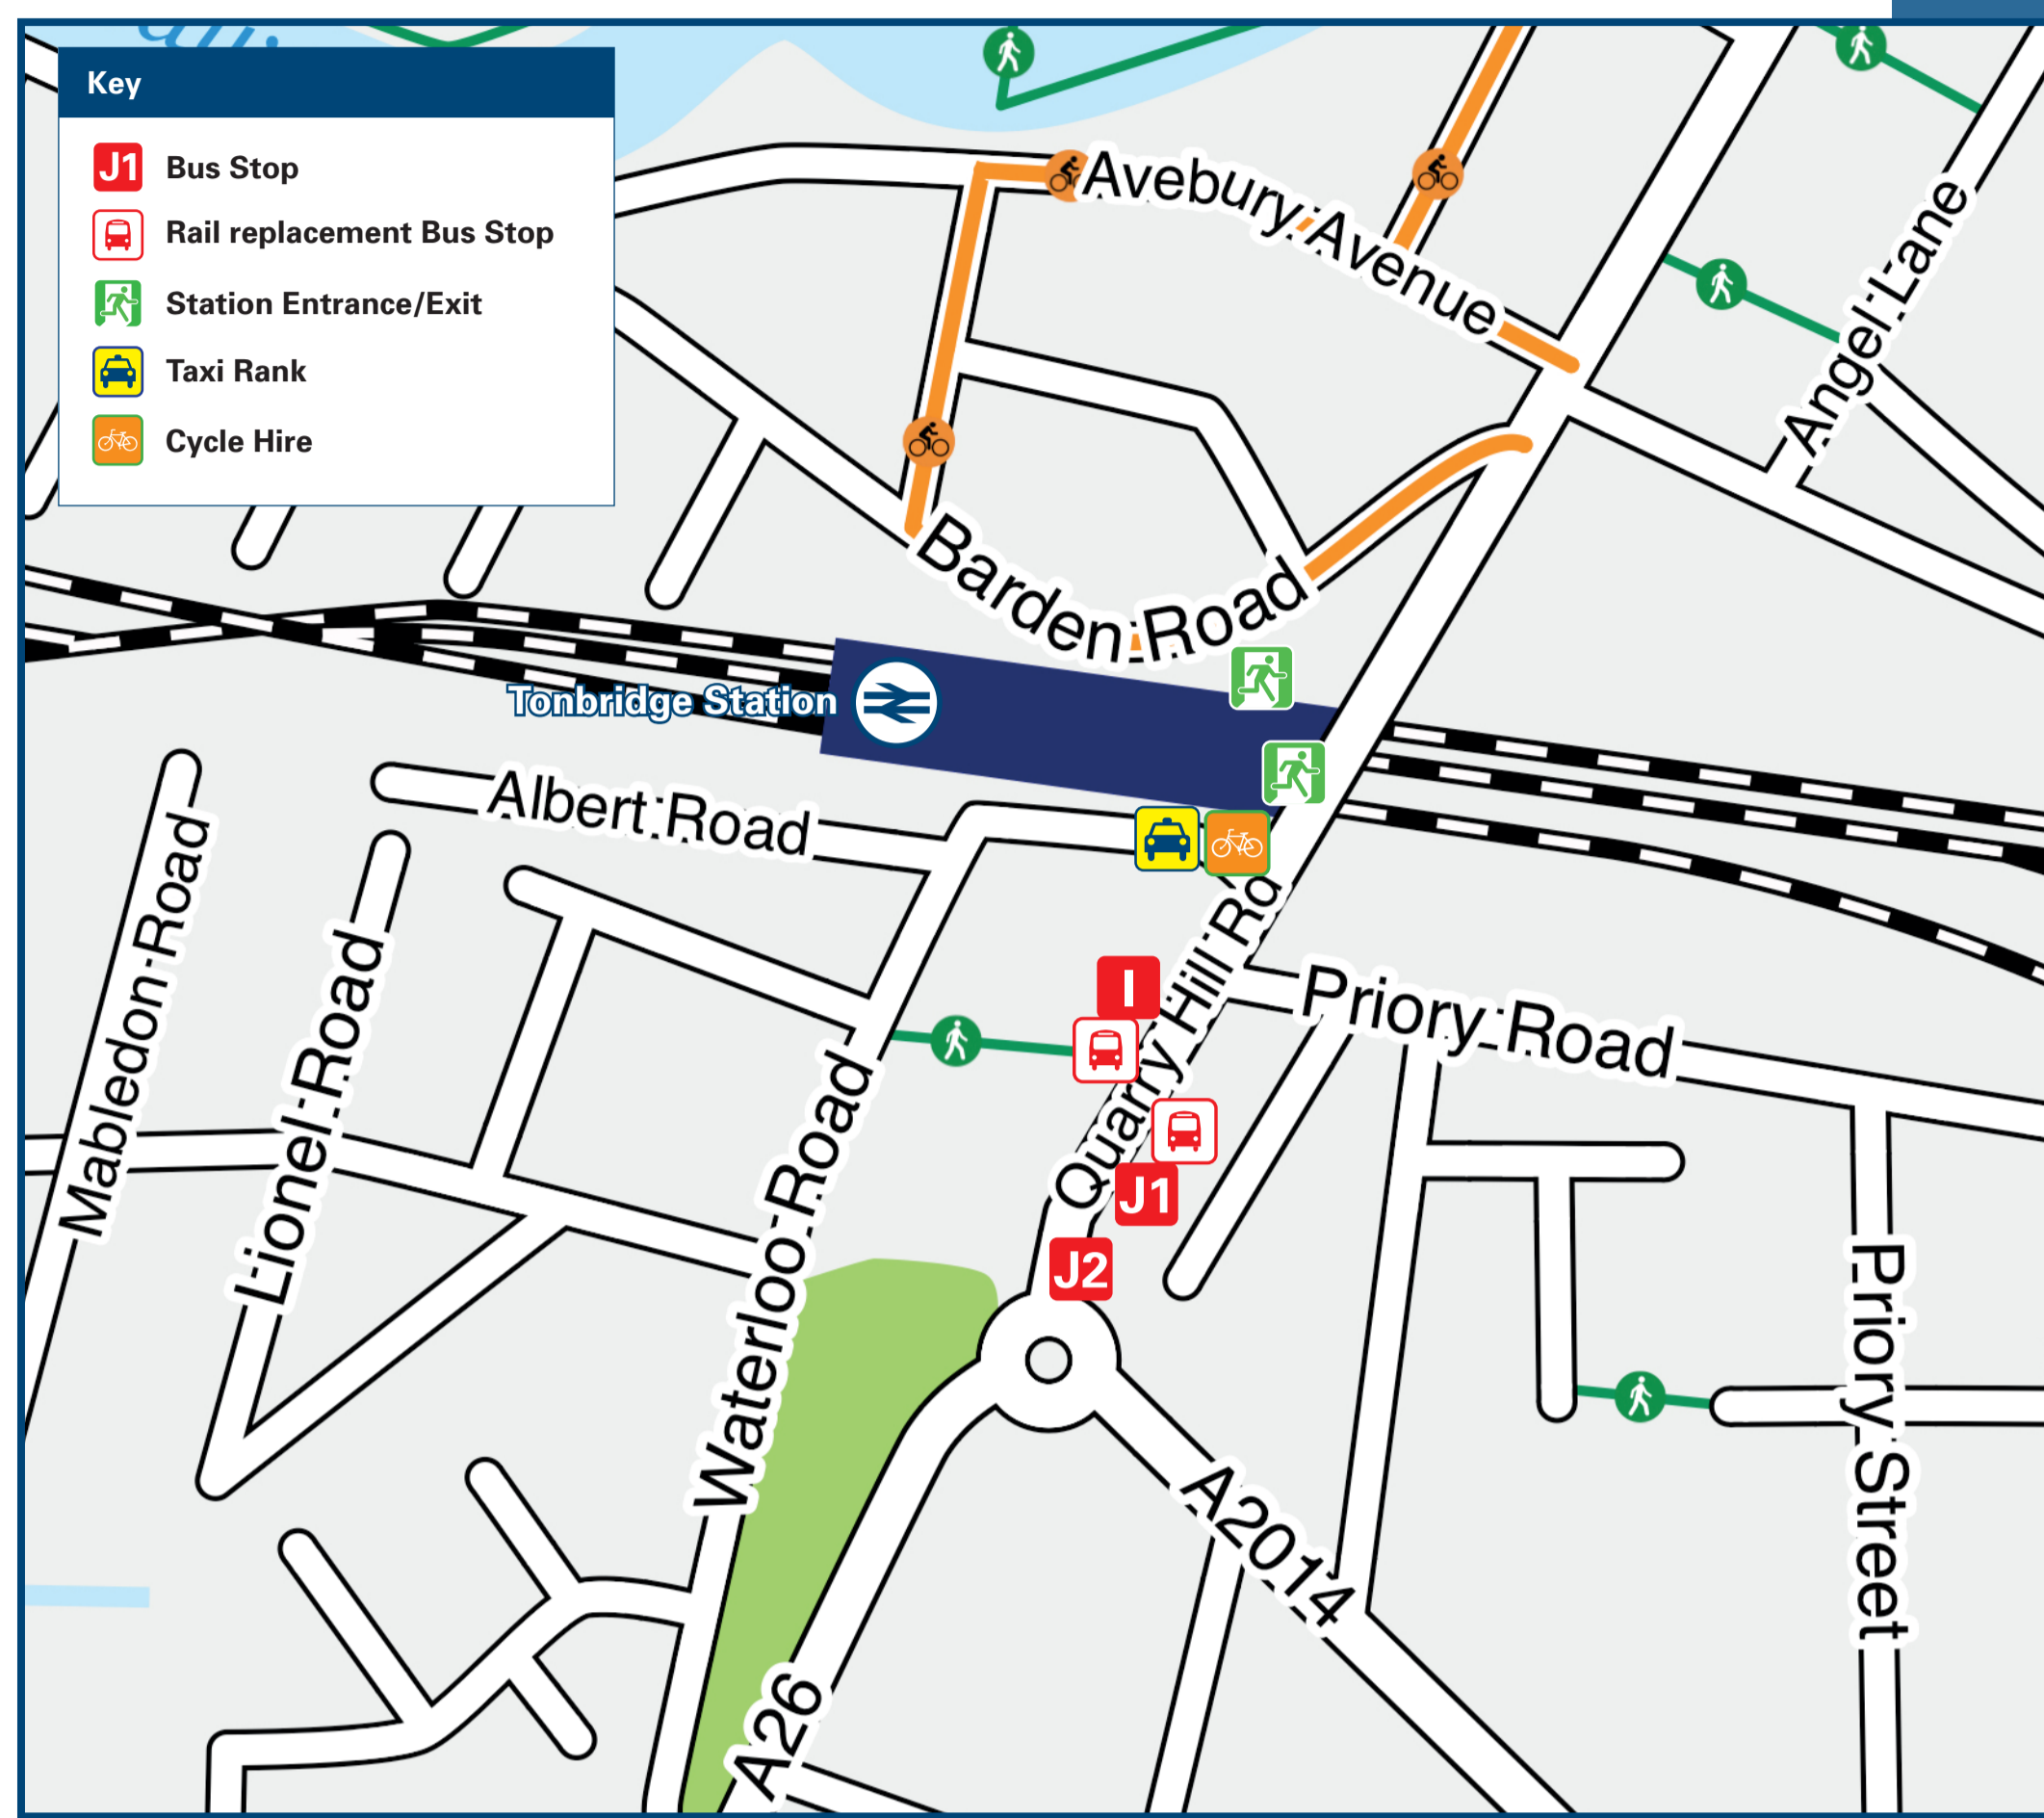 Key
J1 Bus Stop
Rail replacement Bus Stop
Station Entrance/Exit
Taxi Rank
Cycle Hire
Avebury Avenue
Angel Lane
Barden Road
Tonbridge Station
Albert Road
Mabledon Road
Lionel Road
Waterloo Road
Quarry Hill Rd
Priory Road
I
J1
J2
Priory Street
A2014
A26